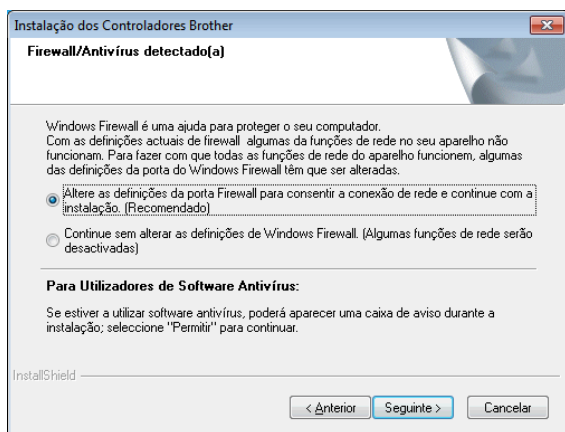 Instalação dos Controladores Brother
Firewall/Antivírus detectado(a)
Windows Firewall é uma ajuda para proteger o seu computador.
Com as definições actuais de firewall algumas da funções de rede no seu aparelho não
funcionam. Para fazer com que todas as funções de rede do aparelho funcionem, algumas
das definições da porta do Windows Firewall têm que ser alteradas.
Altere as definições da porta Firewall para consentir a conexão de rede e continue com a
instalação. (Recomendado)
Continue sem alterar as definições de Windows Firewall. (Algumas funções de rede serão
desactivadas)
Para Utilizadores de Software Antivírus:
Se estiver a utilizar software antivírus, poderá aparecer uma caixa de aviso durante a
instalação; seleccione "Permitir" para continuar.
InstallShield
< Anterior
Seguinte >
Cancelar